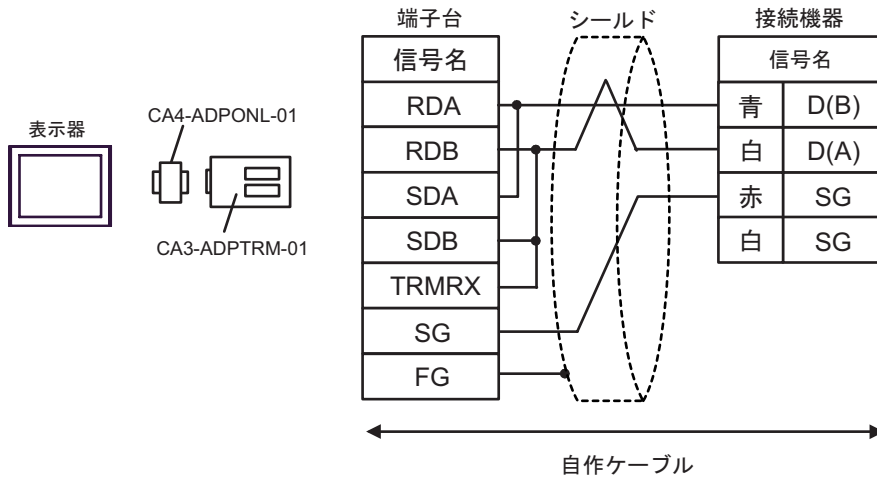 表示器
CA4-ADPONL-01
CA3-ADPTRM-01
端子台
信号名
RDA
RDB
SDA
SDB
TRMRX
SG
FG
シールド
接続機器
信号名
青 D(B)
白 D(A)
赤 SG
白 SG
自作ケーブル